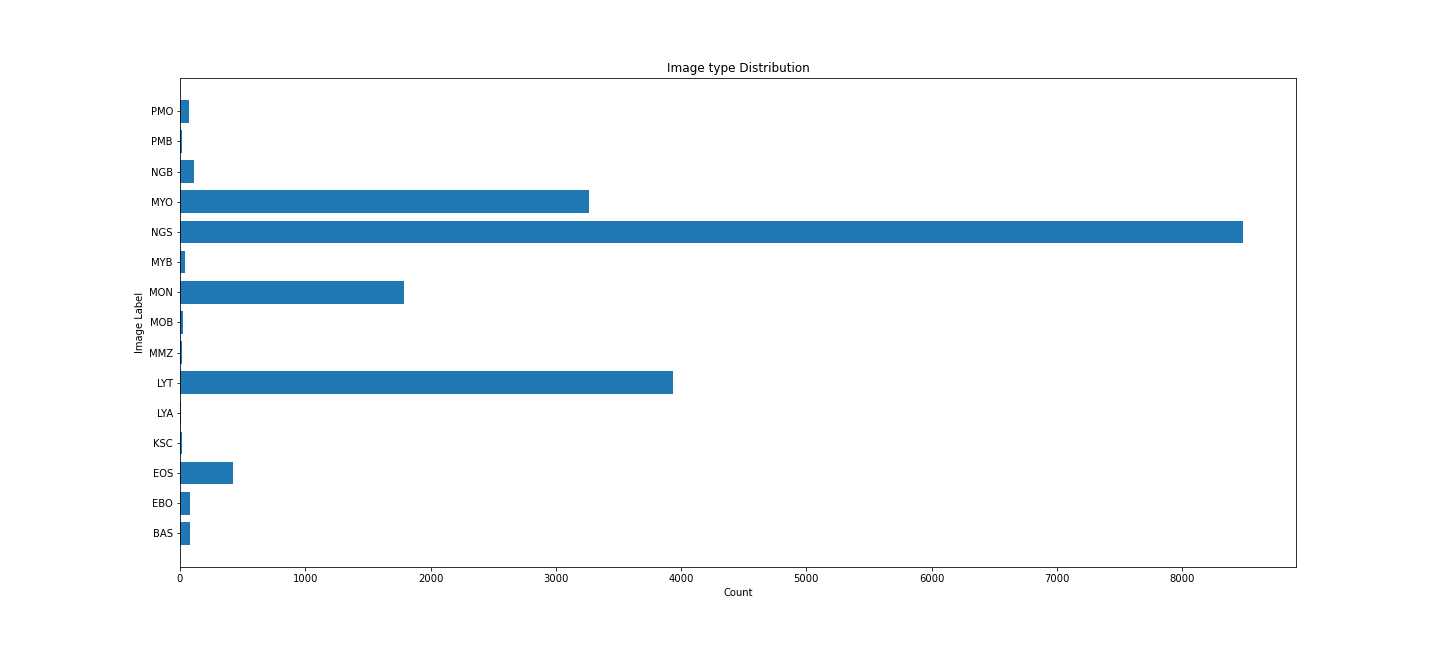 Image type Distribution
Image Label
PMO
PMB
NGB
MYO
NGS
MYB
MON
MOB
MMZ
LYT
LYA
KSC
EOS
EBO
BAS
0 1000 2000 3000 4000 5000 6000 7000 8000
Count